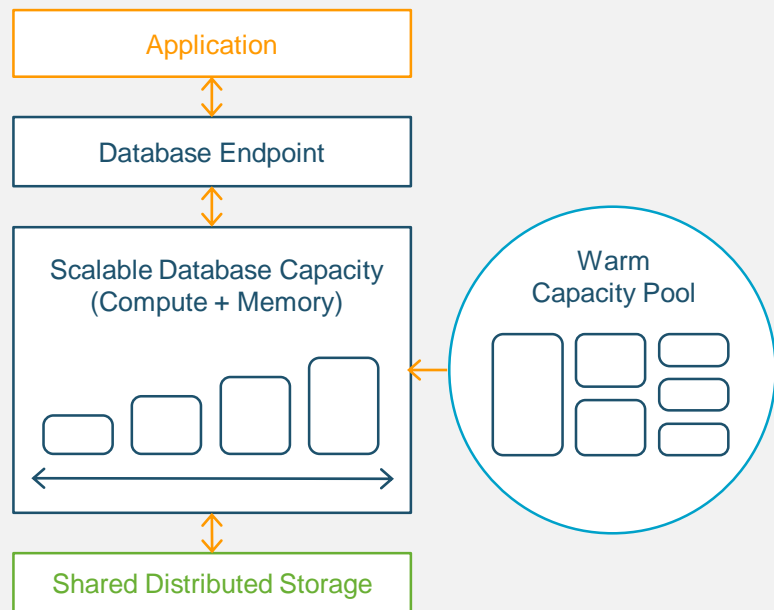 Application
Database Endpoint
Scalable Database Capacity
(Compute + Memory)
Warm
Capacity Pool
Shared Distributed Storage